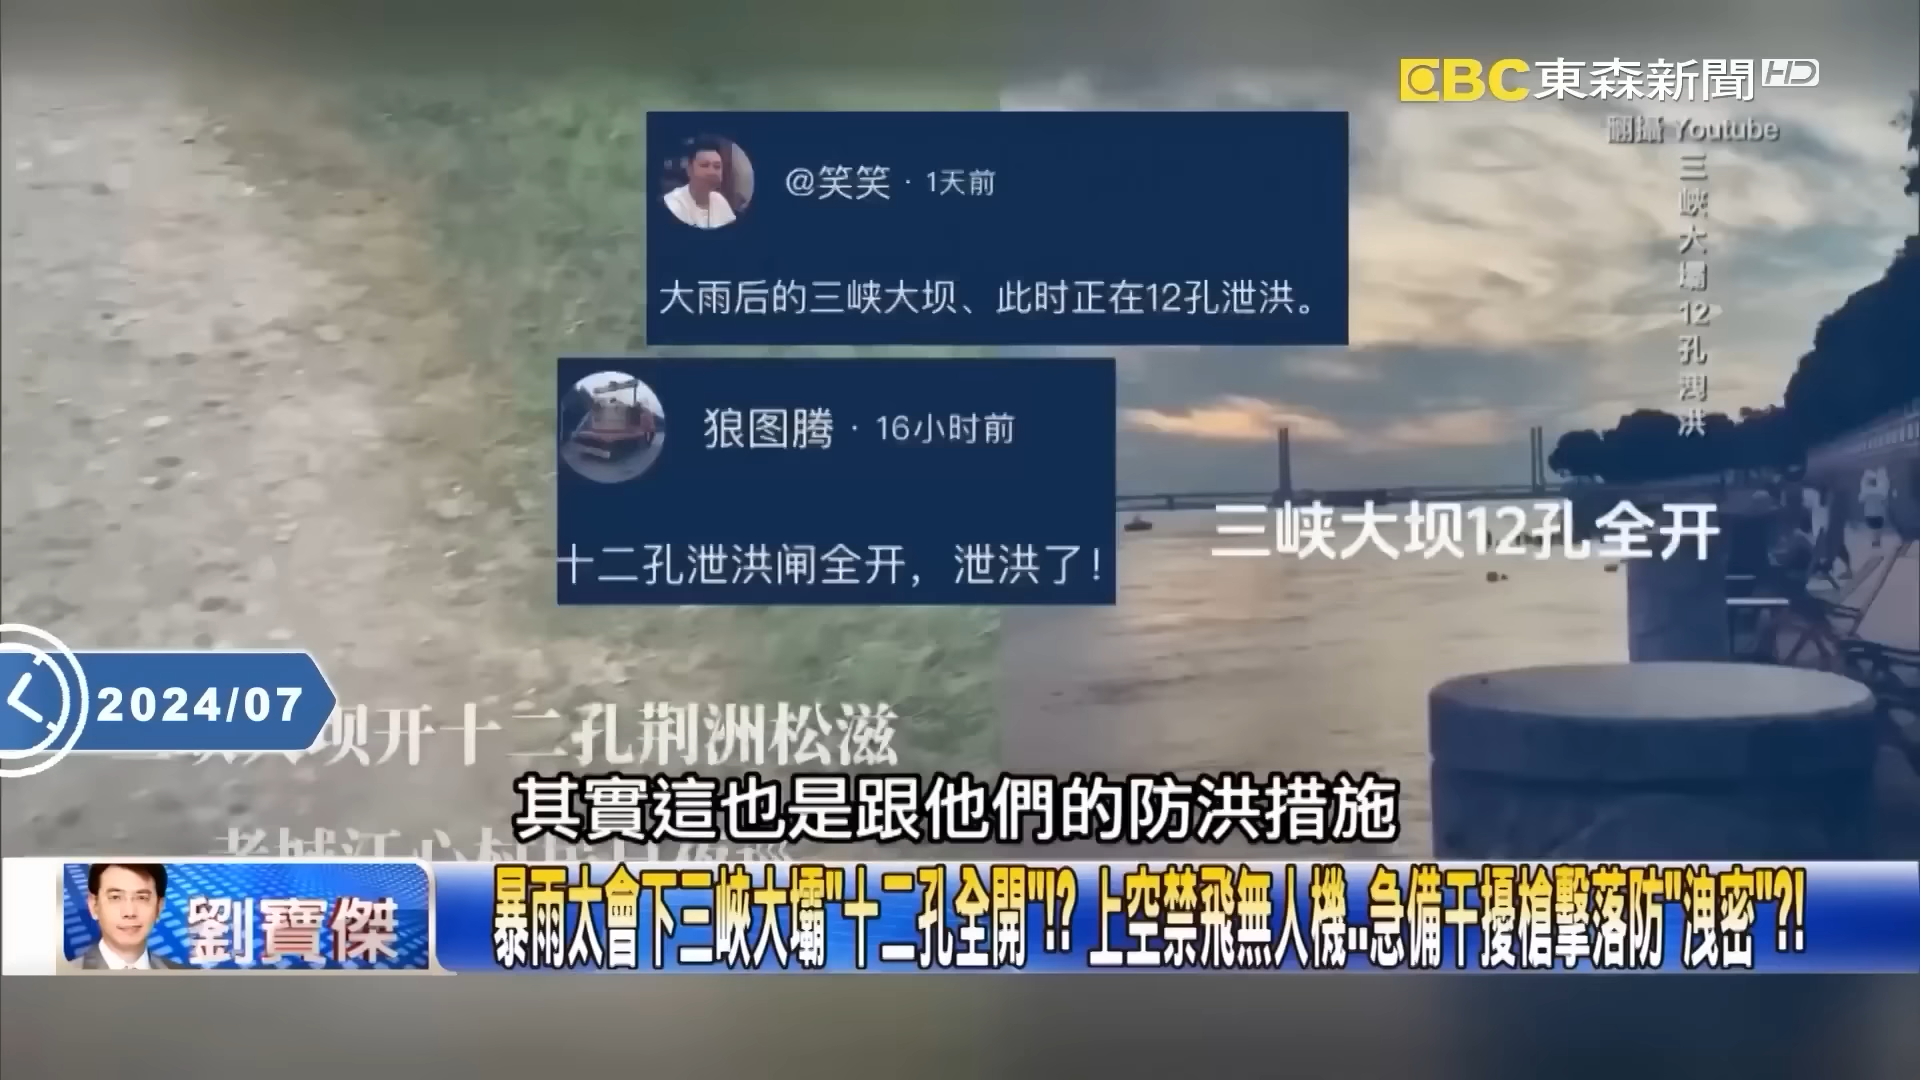 EBC 東森新聞 HD
翻攝 Youtube
三峽大壩12孔洩洪
@笑笑 · 1天前
大雨后的三峡大坝、此时正在12孔泄洪。
狼图腾 · 16小时前
十二孔泄洪闸全开，泄洪了！
三峡大坝12孔全开
2024/07
坝开十二孔荆洲松滋
其實這也是跟他們的防洪措施
劉寶傑
暴雨太會下三峽大壩"十二孔全開"!? 上空禁飛無人機..急備干擾槍擊落防"洩密"?!